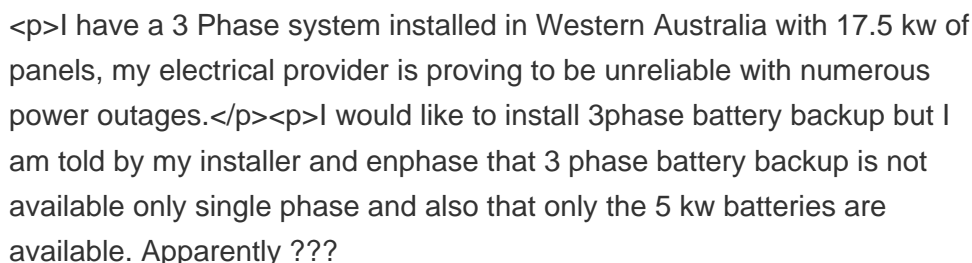 <p>I have a 3 Phase system installed in Western Australia with 17.5 kw of
panels, my electrical provider is proving to be unreliable with numerous
power outages.</p><p>I would like to install 3phase battery backup but I
am told by my installer and enphase that 3 phase battery backup is not
available only single phase and also that only the 5 kw batteries are
available. Apparently ???